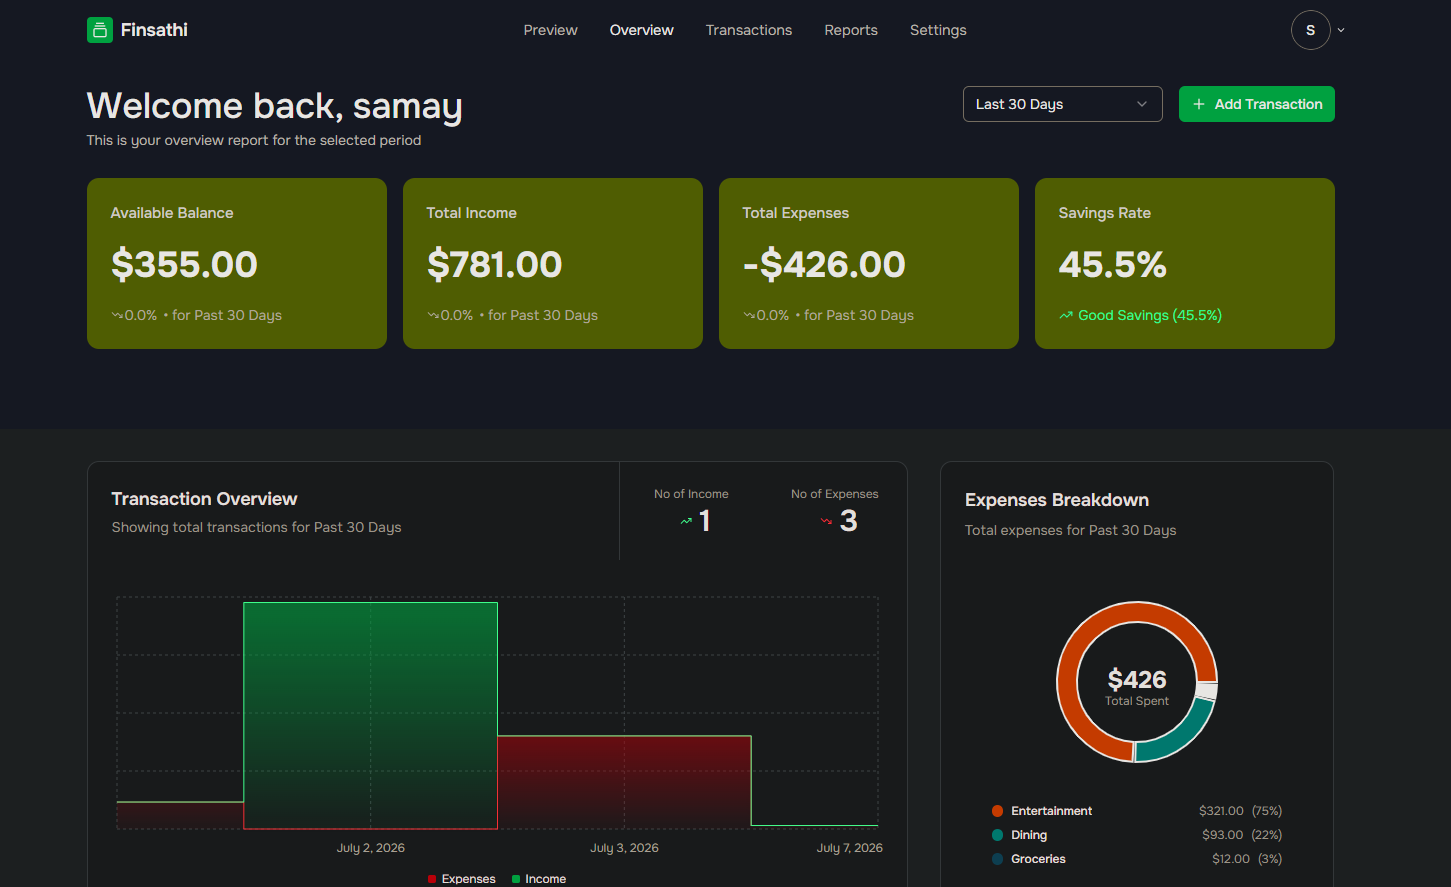 Finsathi
Preview Overview Transactions Reports Settings
S
Welcome back, samay
This is your overview report for the selected period
Last 30 Days
+ Add Transaction
Available Balance
$355.00
0.0% • for Past 30 Days
Total Income
$781.00
0.0% • for Past 30 Days
Total Expenses
-$426.00
0.0% • for Past 30 Days
Savings Rate
45.5%
Good Savings (45.5%)
Transaction Overview
Showing total transactions for Past 30 Days
No of Income
1
No of Expenses
3
July 2, 2026 July 3, 2026 July 7, 2026
Expenses Income
Expenses Breakdown
Total expenses for Past 30 Days
$426
Total Spent
Entertainment $321.00 (75%)
Dining $93.00 (22%)
Groceries $12.00 (3%)